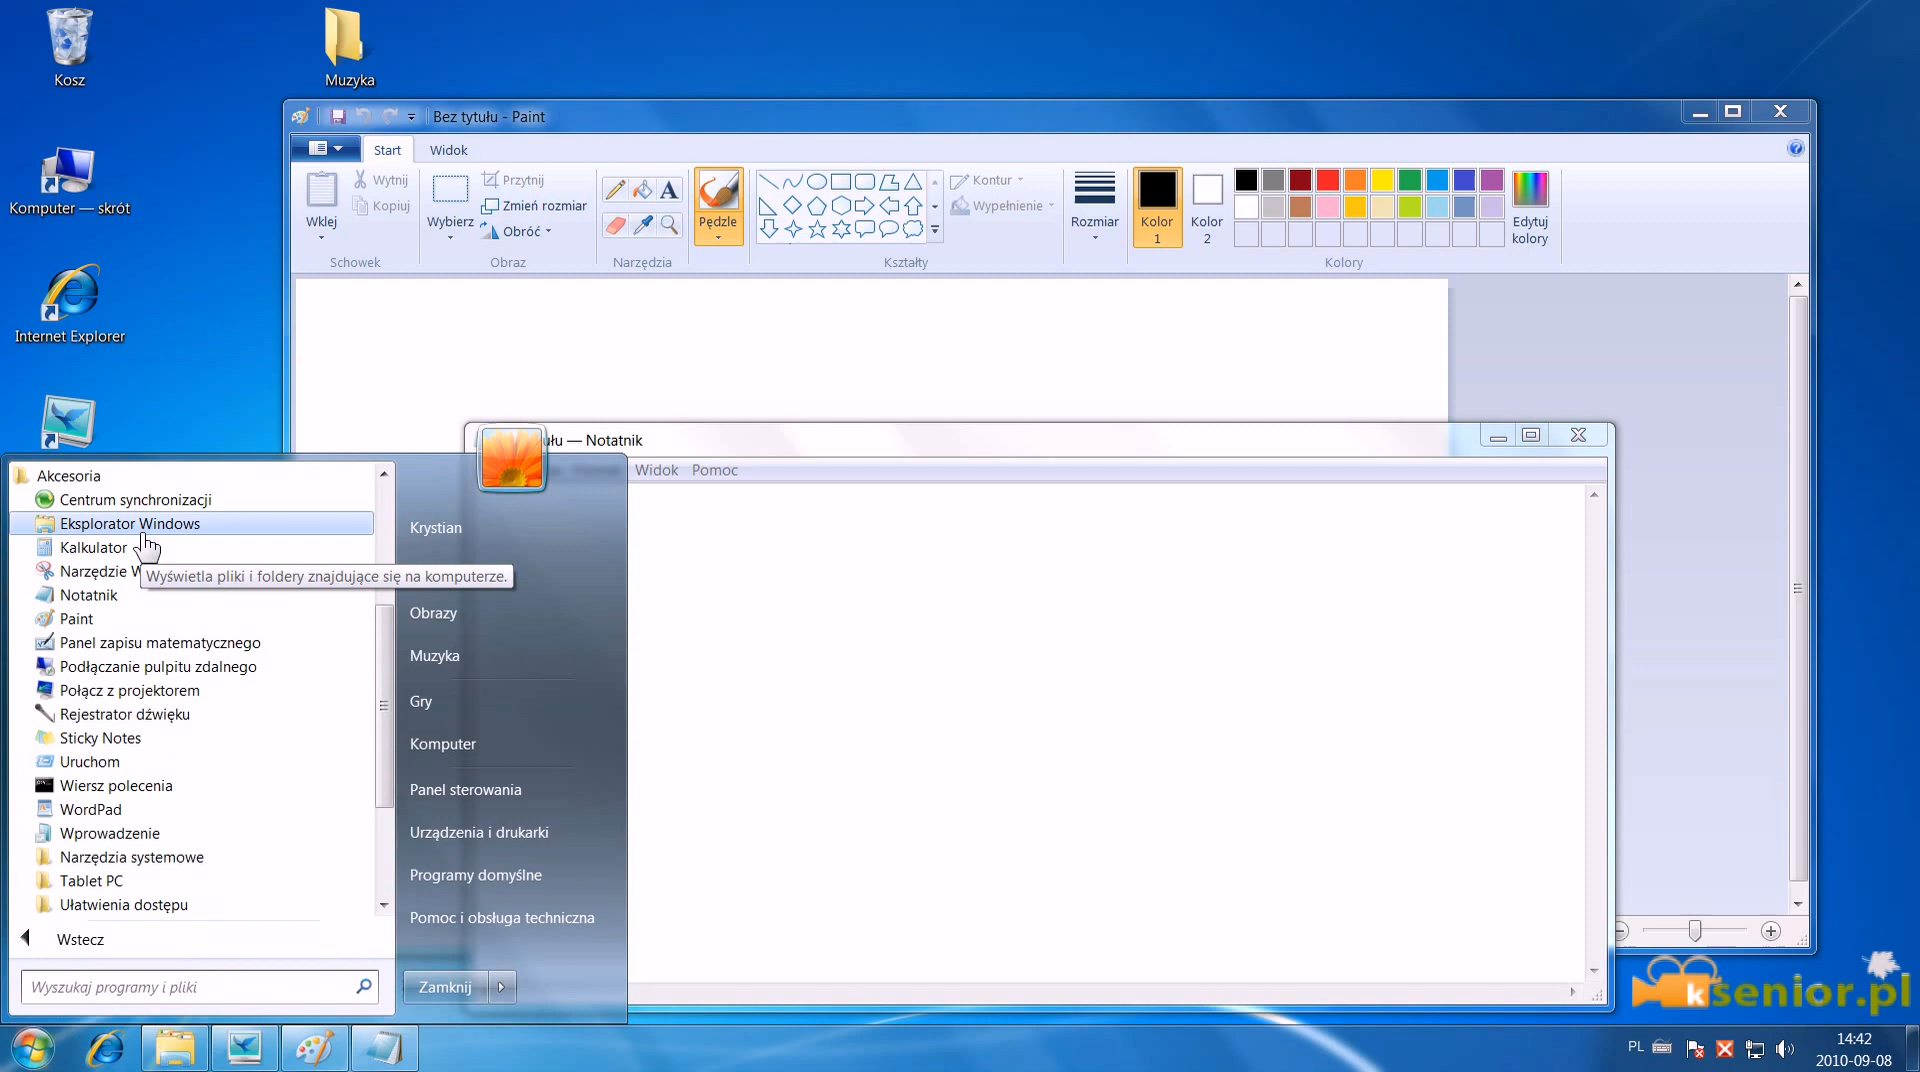 Kosz
Muzyka
Komputer — skrót
Internet Explorer
Bez tytułu - Paint
Start
Widok
Wklej
Wytnij
Kopiuj
Schowek
Wybierz
Przytnij
Zmień rozmiar
Obróć
Obraz
A
Narzędzia
Pędzle
Kształty
Kontur
Wypełnienie
Rozmiar
Kolor
1
Kolor
2
Edytuj
kolory
Kolory
ułu — Notatnik
Widok
Pomoc
Akcesoria
Centrum synchronizacji
Eksplorator Windows
Kalkulator
Narzędzie W
Wyświetla pliki i foldery znajdujące się na komputerze.
Notatnik
Paint
Panel zapisu matematycznego
Podłączanie pulpitu zdalnego
Połącz z projektorem
Rejestrator dźwięku
Sticky Notes
Uruchom
Wiersz polecenia
WordPad
Wprowadzenie
Narzędzia systemowe
Tablet PC
Ułatwienia dostępu
Wstecz
Wyszukaj programy i pliki
Krystian
Obrazy
Muzyka
Gry
Komputer
Panel sterowania
Urządzenia i drukarki
Programy domyślne
Pomoc i obsługa techniczna
Zamknij
ksenior.pl
PL
14:42
2010-09-08